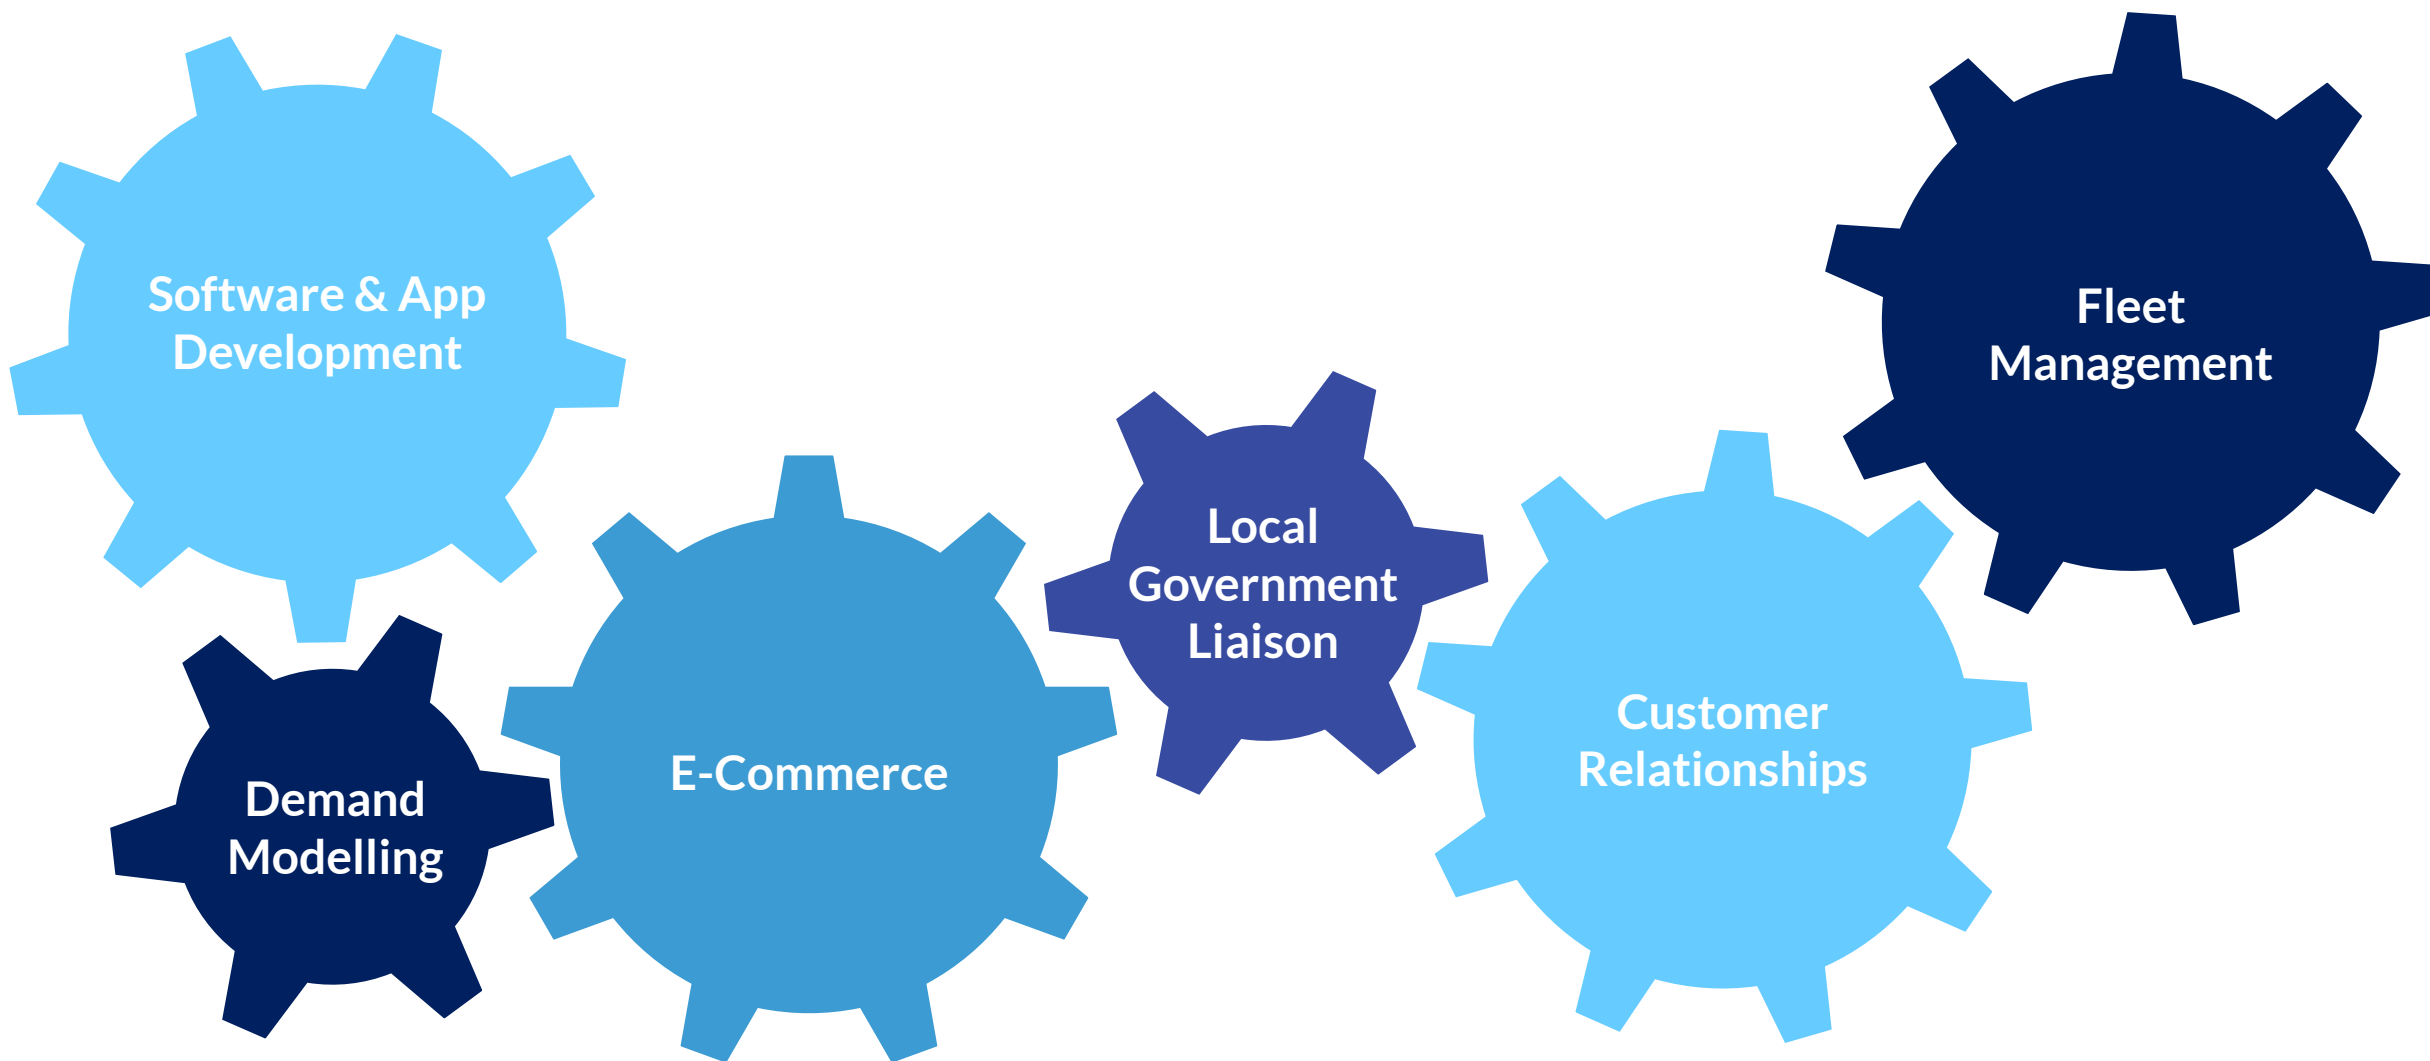 Software & App
Development
Demand
Modelling
E-Commerce
Local
Government
Liaison
Customer
Relationships
Fleet
Management